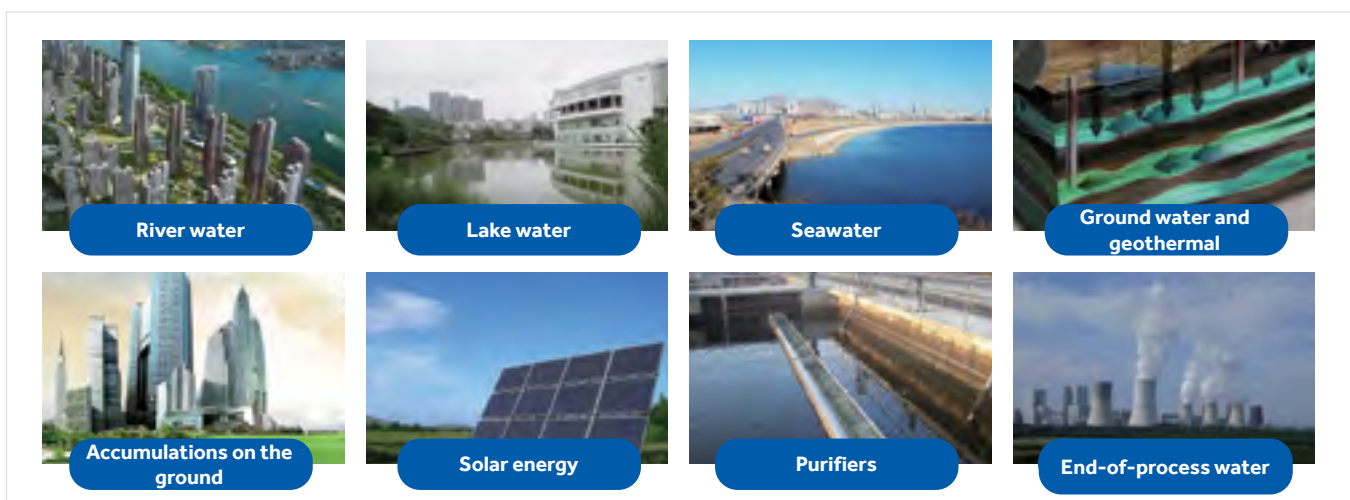 River water
Lake water
Seawater
Ground water and
geothermal
Accumulations on the
ground
Solar energy
Purifiers
End-of-process water